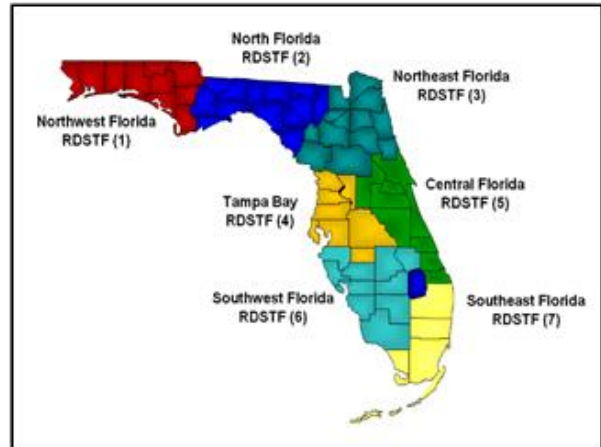 North Florida
RDSTF (2)
Northeast Florida
RDSTF (3)
Northwest Florida
RDSTF (1)
Tampa Bay
RDSTF (4)
Central Florida
RDSTF (5)
Southwest Florida
RDSTF (6)
Southeast Florida
RDSTF (7)